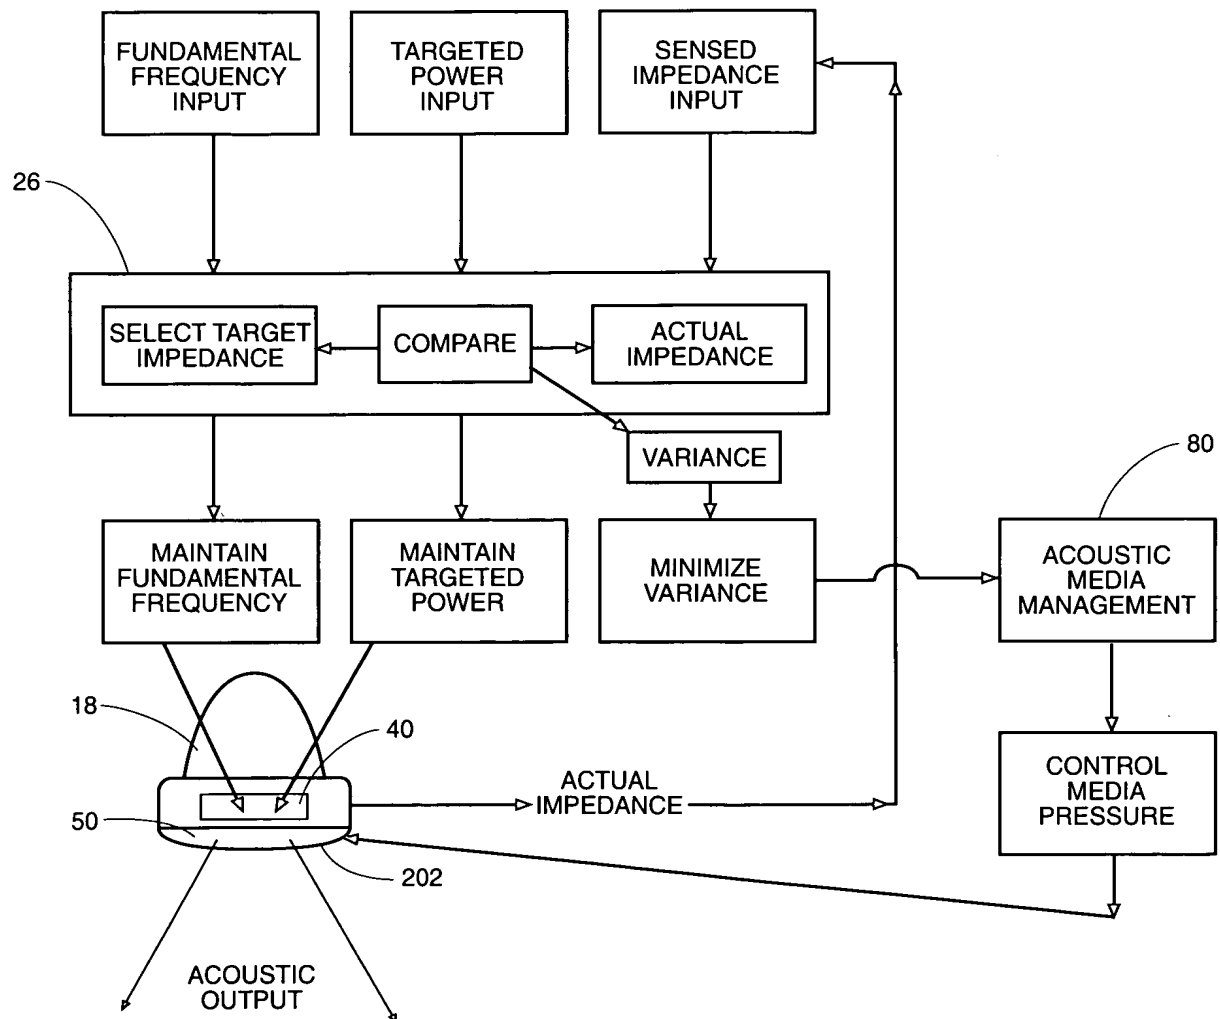 FUNDAMENTAL
FREQUENCY
INPUT
TARGETED
POWER
INPUT
SENSED
IMPEDANCE
INPUT
26
SELECT TARGET
IMPEDANCE
COMPARE
ACTUAL
IMPEDANCE
VARIANCE
80
MAINTAIN
FUNDAMENTAL
FREQUENCY
MAINTAIN
TARGETED
POWER
MINIMIZE
VARIANCE
ACOUSTIC
MEDIA
MANAGEMENT
18
40
ACTUAL
IMPEDANCE
CONTROL
MEDIA
PRESSURE
50
202
ACOUSTIC
OUTPUT